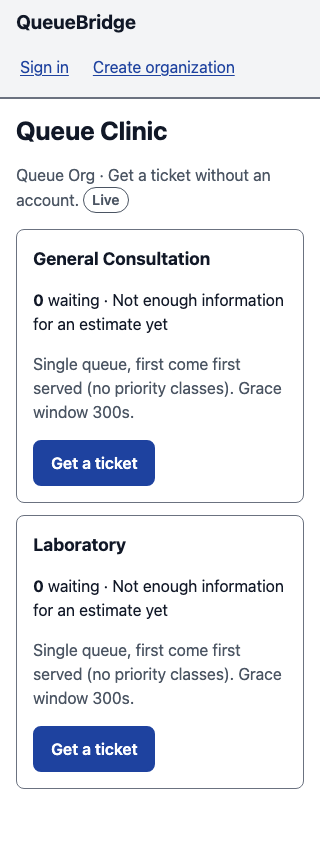 QueueBridge
Sign in
Create organization
Queue Clinic
Queue Org · Get a ticket without an
account. Live
General Consultation
0 waiting · Not enough information
for an estimate yet
Single queue, first come first
served (no priority classes). Grace
window 300s.
Get a ticket
Laboratory
0 waiting · Not enough information
for an estimate yet
Single queue, first come first
served (no priority classes). Grace
window 300s.
Get a ticket